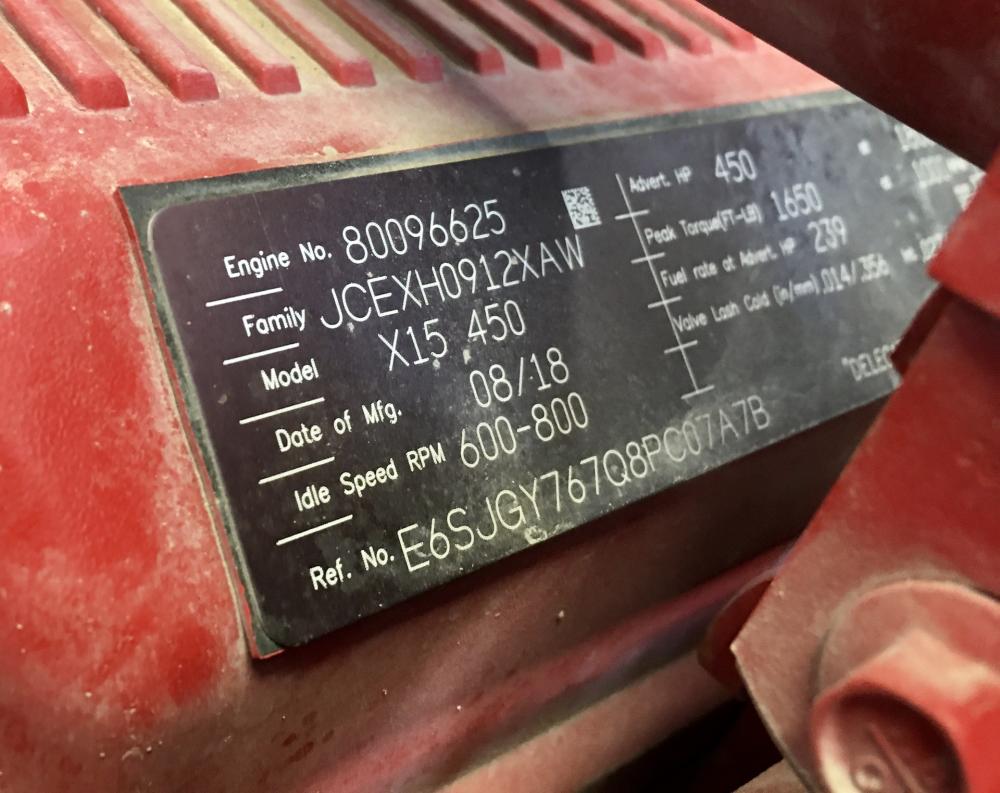 Engine No. 80096625
Family JCEXH0912XAW
Model X15 450
Date of Mfg. 08/18
Idle Speed RPM 600-800
Ref. No. E6SJGY767Q8PC07A7B
Advert. HP 450
Peak Torque(FT-LB) 1650
Fuel rate at Advert. HP 239
Valve Lash Cold (in/mm) .014/.356